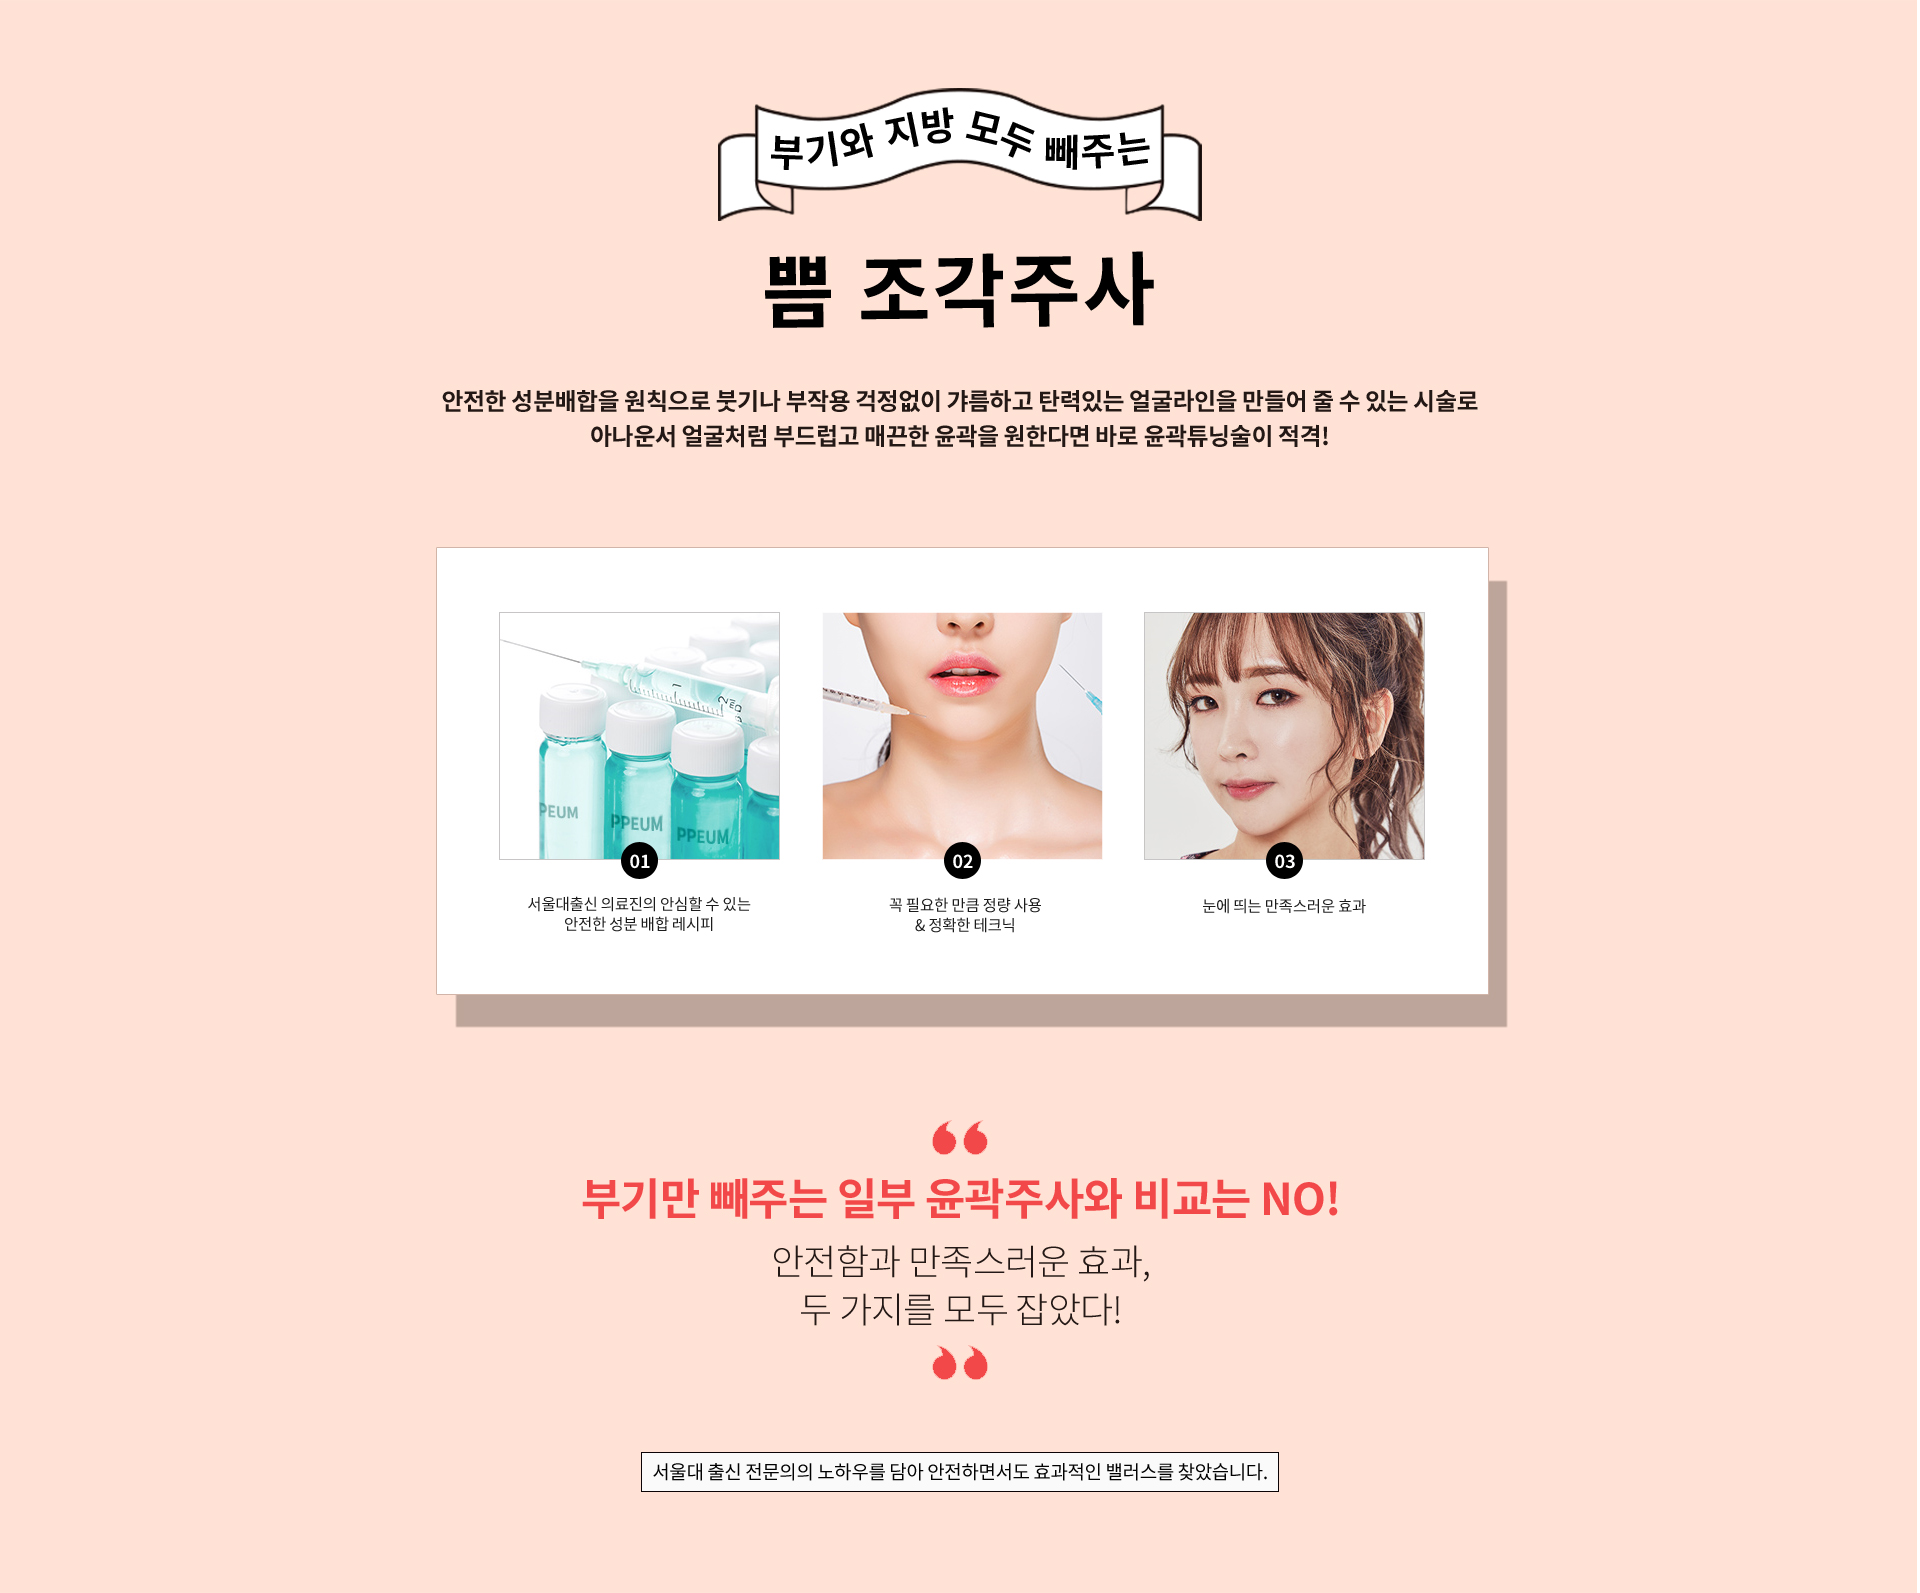 부기와 지방 모두 빼주는
쁨 조각주사
안전한 성분배합을 원칙으로 붓기나 부작용 걱정없이 갸름하고 탄력있는 얼굴라인을 만들어 줄 수 있는 시술로
아나운서 얼굴처럼 부드럽고 매끈한 윤곽을 원한다면 바로 윤곽튜닝술이 적격!
1
2
ml
PEUM
PPEUM
PPEUM
01
서울대출신 의료진의 안심할 수 있는
안전한 성분 배합 레시피
02
꼭 필요한 만큼 정량 사용
& 정확한 테크닉
03
눈에 띄는 만족스러운 효과
“
부기만 빼주는 일부 윤곽주사와 비교는 NO!
안전함과 만족스러운 효과,
두 가지를 모두 잡았다!
”
서울대 출신 전문의의 노하우를 담아 안전하면서도 효과적인 밸러스를 찾았습니다.